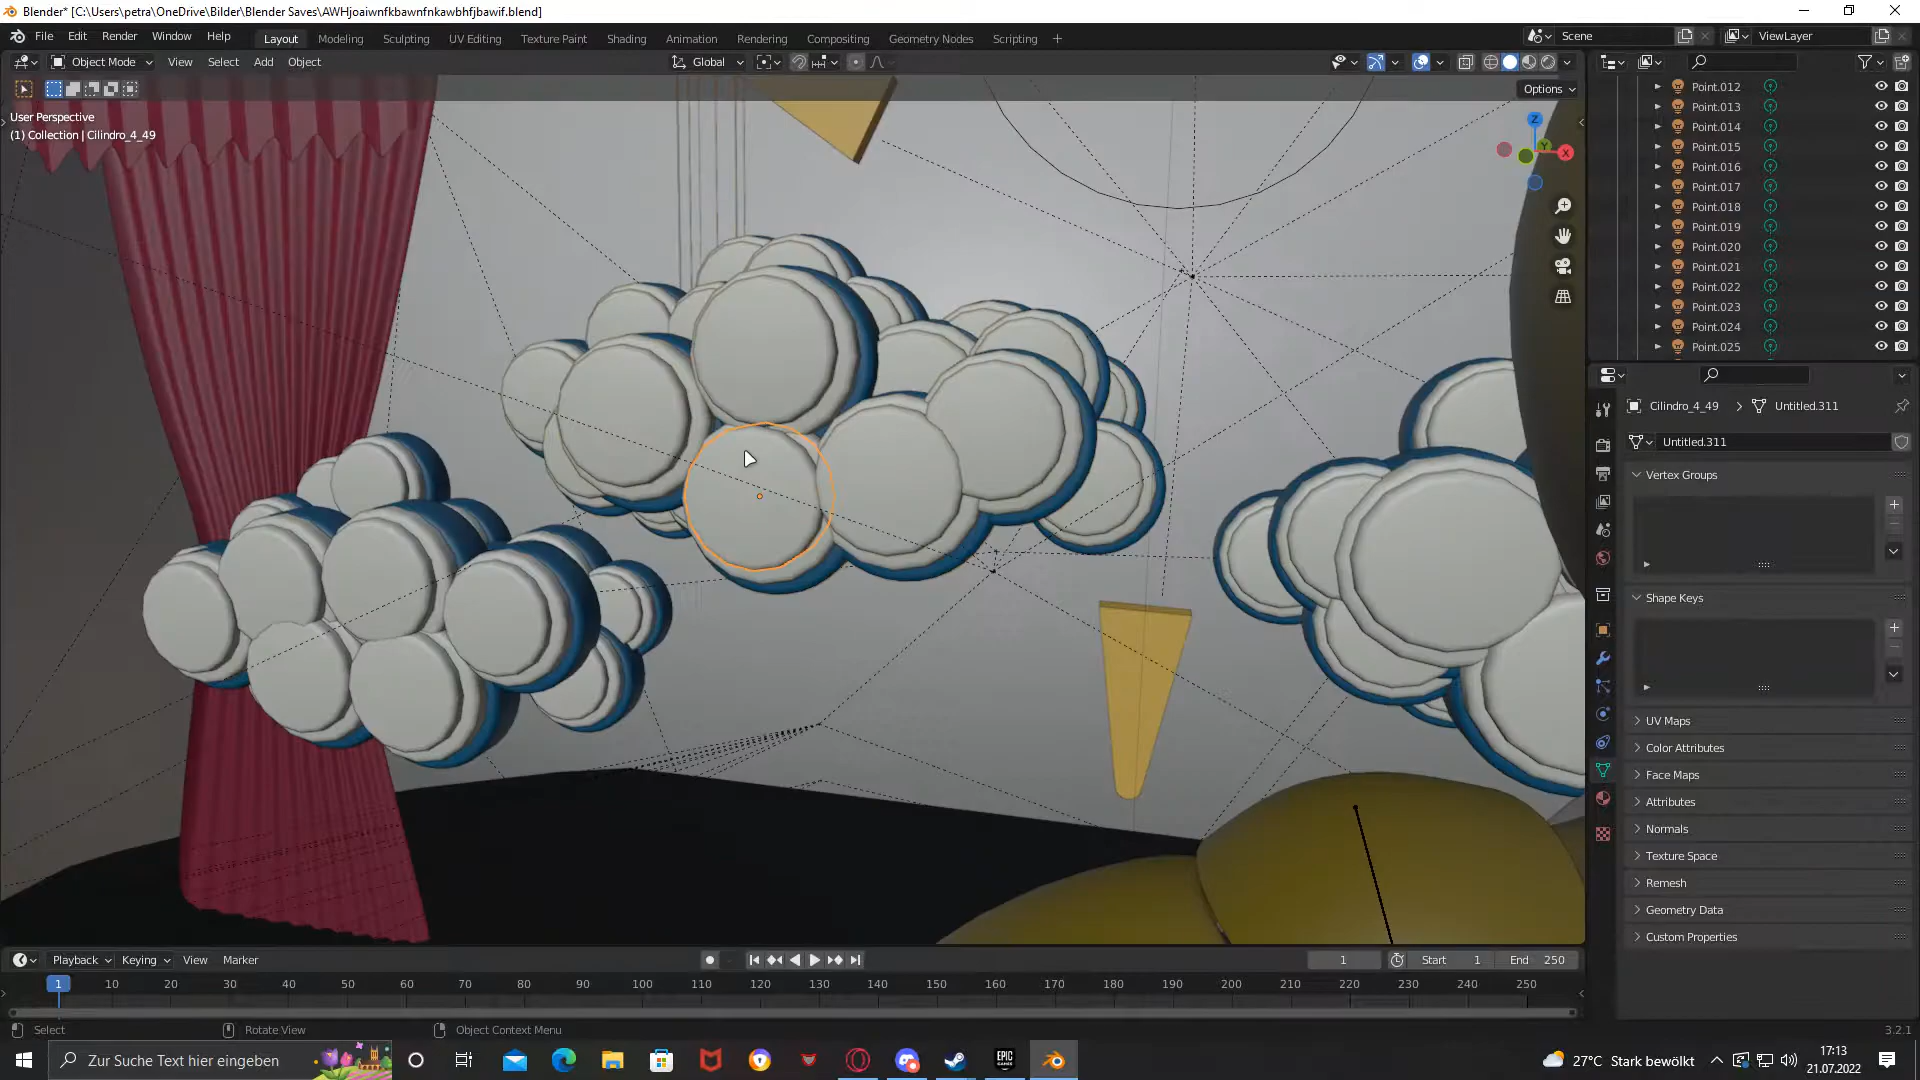 Blender* [C:\Users\petra\OneDrive\Bilder\Blender Saves\AWHjoaiwnfkbawnfnkawbhfjbawif.blend]
File Edit Render Window Help Layout Modeling Sculpting UV Editing Texture Paint Shading Animation Rendering Compositing Geometry Nodes Scripting + Scene ViewLayer
Object Mode View Select Add Object Global
Options
User Perspective
(1) Collection | Cilindro_4_49
Z
Y
X
Point.012
Point.013
Point.014
Point.015
Point.016
Point.017
Point.018
Point.019
Point.020
Point.021
Point.022
Point.023
Point.024
Point.025
Cilindro_4_49 > Untitled.311
Untitled.311
Vertex Groups
Shape Keys
UV Maps
Color Attributes
Face Maps
Attributes
Normals
Texture Space
Remesh
Geometry Data
Custom Properties
Playback Keying View Marker 1 Start 1 End 250
1 10 20 30 40 50 60 70 80 90 100 110 120 130 140 150 160 170 180 190 200 210 220 230 240 250
Select Rotate View Object Context Menu 3.2.1
Zur Suche Text hier eingeben EPIC GAMES 27°C Stark bewölkt 17:13
21.07.2022